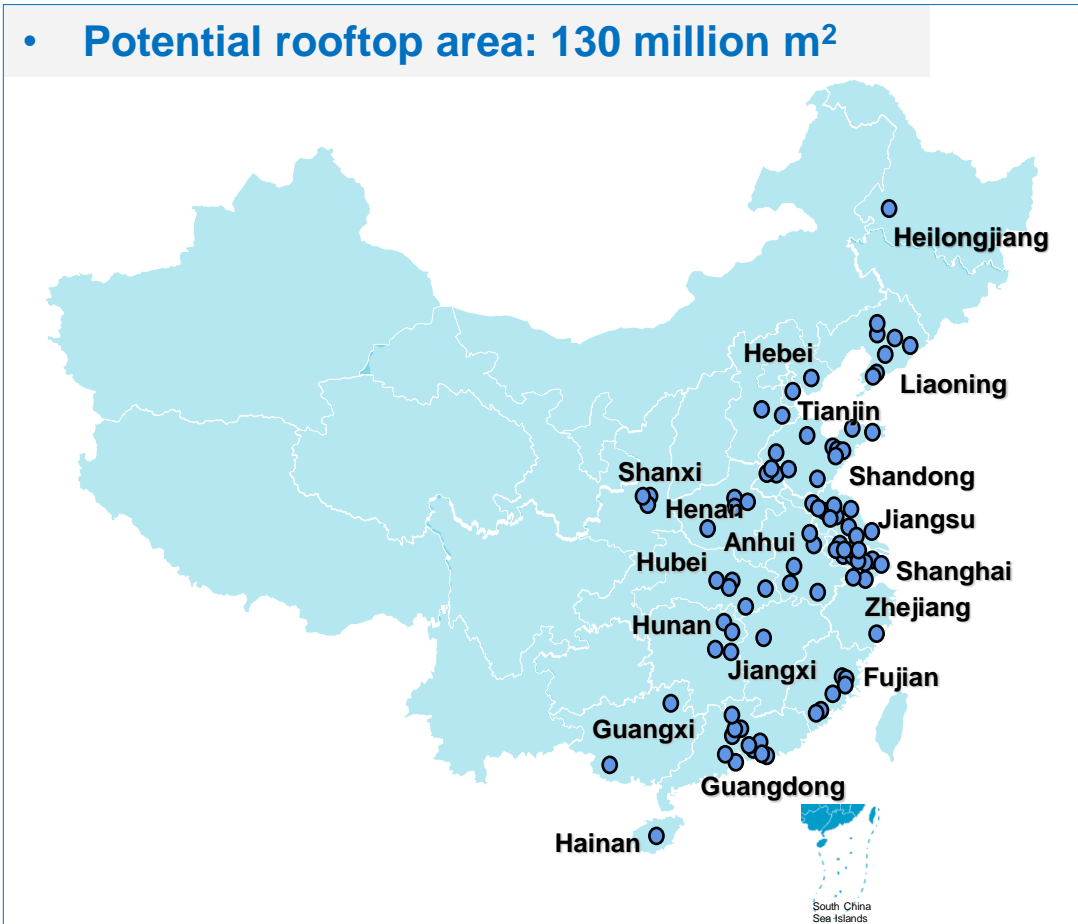 • Potential rooftop area: 130 million m²
Heilongjiang
Hebei
Liaoning
Tianjin
Shanxi
Shandong
Henan
Jiangsu
Anhui
Hubei
Shanghai
Zhejiang
Hunan
Jiangxi
Fujian
Guangxi
Guangdong
Hainan
South China
Sea Islands